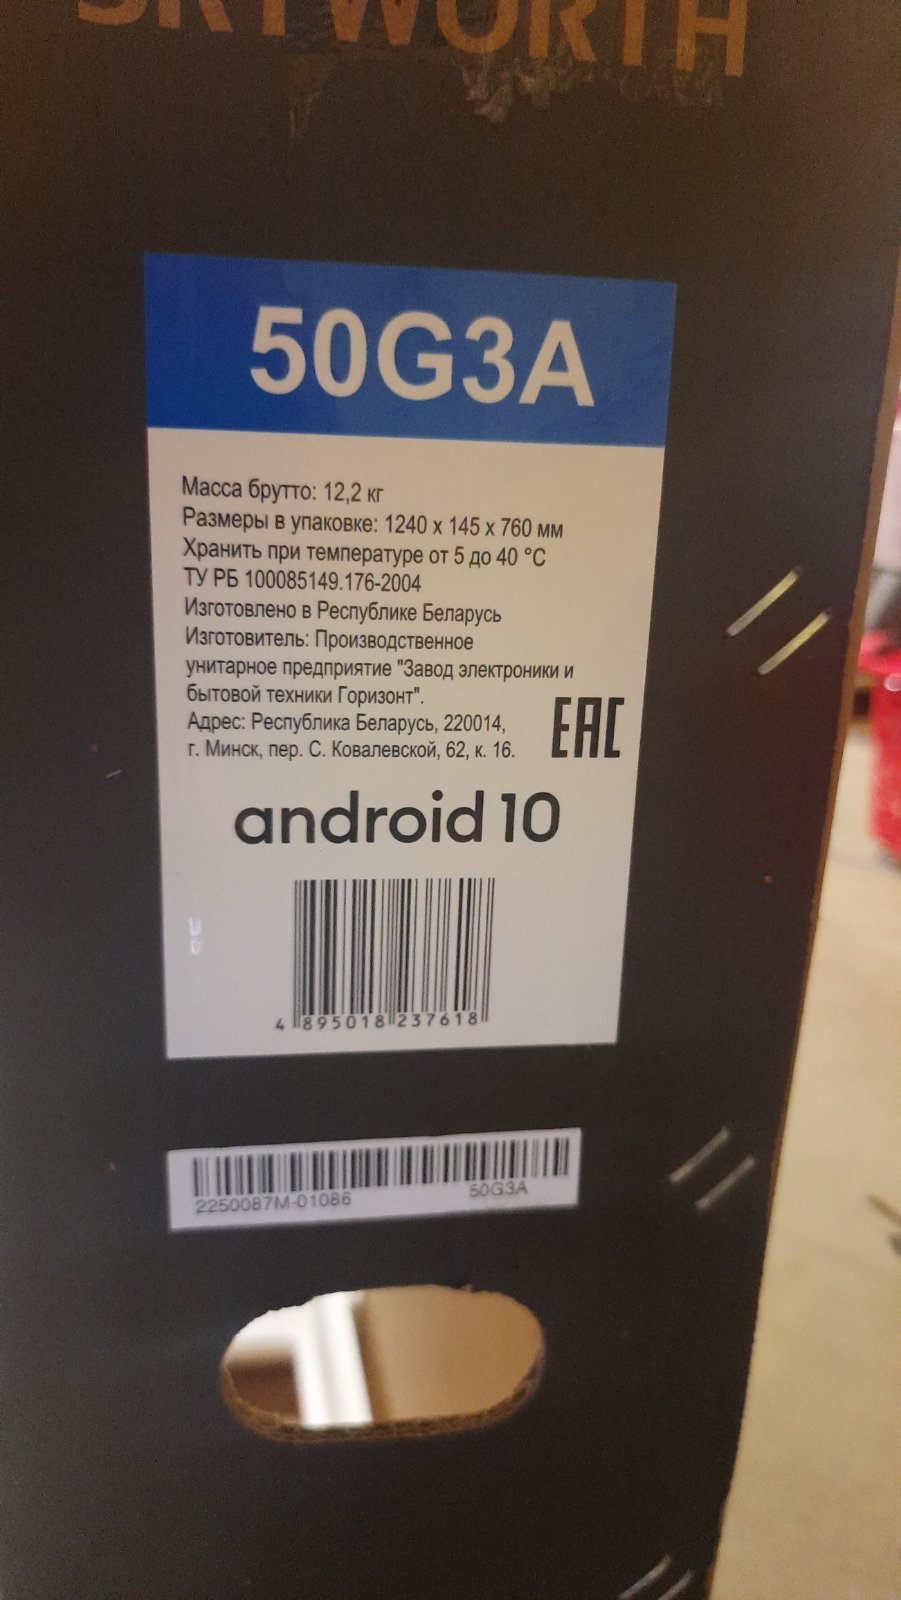 SKYWORTH
50G3A
Масса брутто: 12,2 кг
Размеры в упаковке: 1240 x 145 x 760 мм
Хранить при температуре от 5 до 40 °C
ТУ РБ 100085149.176-2004
Изготовлено в Республике Беларусь
Изготовитель: Производственное
унитарное предприятие "Завод электроники и
бытовой техники Горизонт".
Адрес: Республика Беларусь, 220014,
г. Минск, пер. С. Ковалевской, 62, к. 16.
EAC
android 10
4 895018 237618
2250087M-01086 50G3A